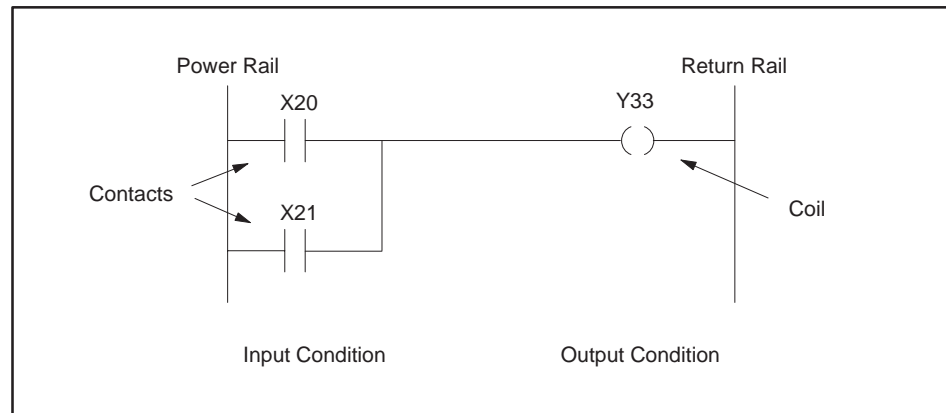 Power Rail
Return Rail
X20
Y33
Contacts
X21
Coil
Input Condition
Output Condition